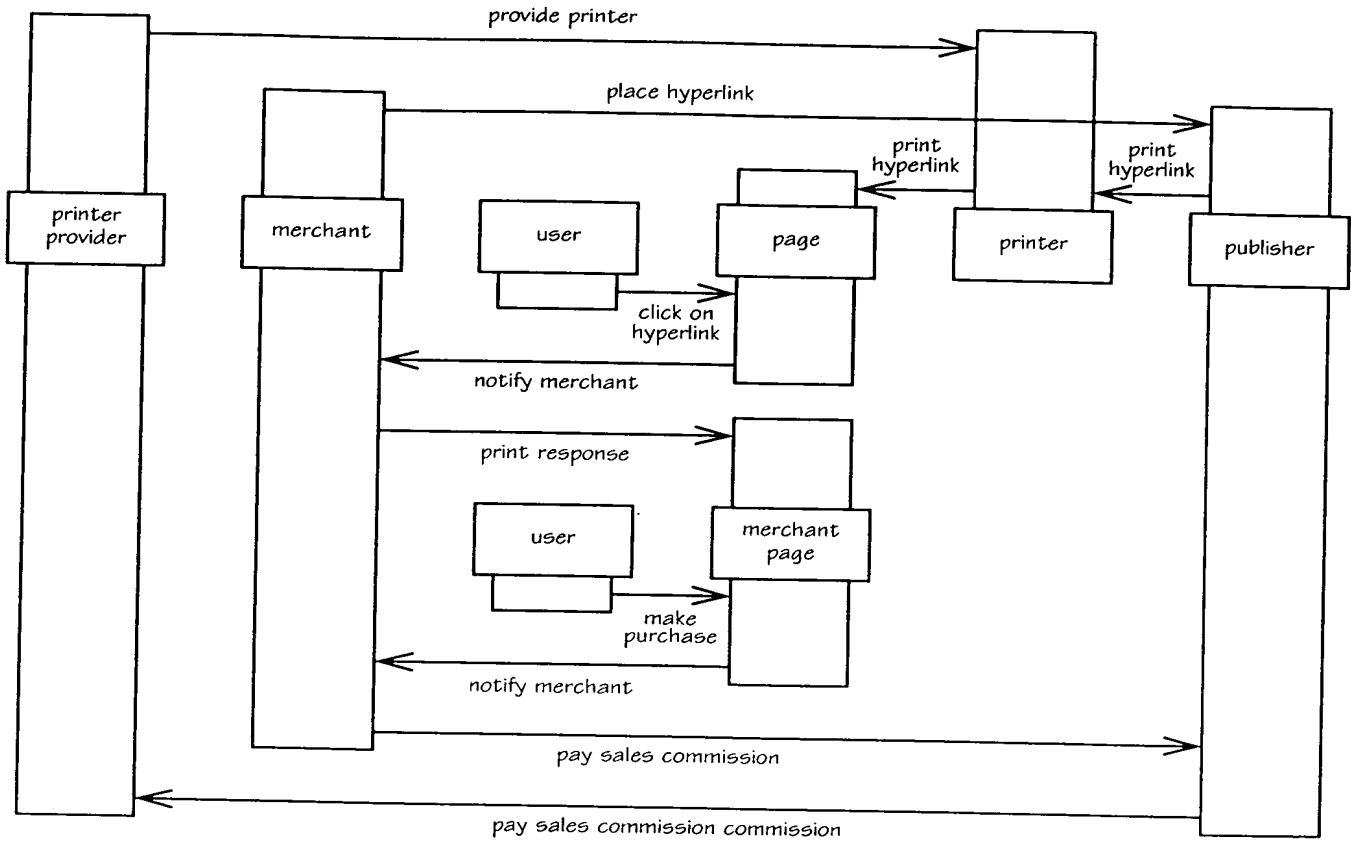 provide printer
place hyperlink
print
hyperlink
print
hyperlink
printer
provider
merchant
user
page
printer
publisher
click on
hyperlink
notify merchant
print response
user
merchant
page
make
purchase
notify merchant
pay sales commission
pay sales commission commission